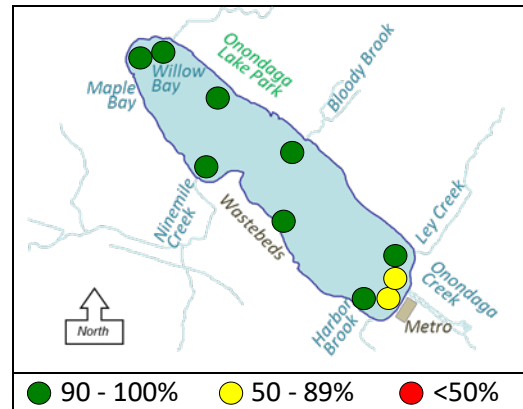 Onondaga
Lake Park
Willow
Bay
Maple
Bay
Bloody Brook
Ninemile
Creek
Wastebeds
Ley Creek
Onondaga
Creek
Harbor
Brook
Metro
North
90 - 100%
50 - 89%
<50%